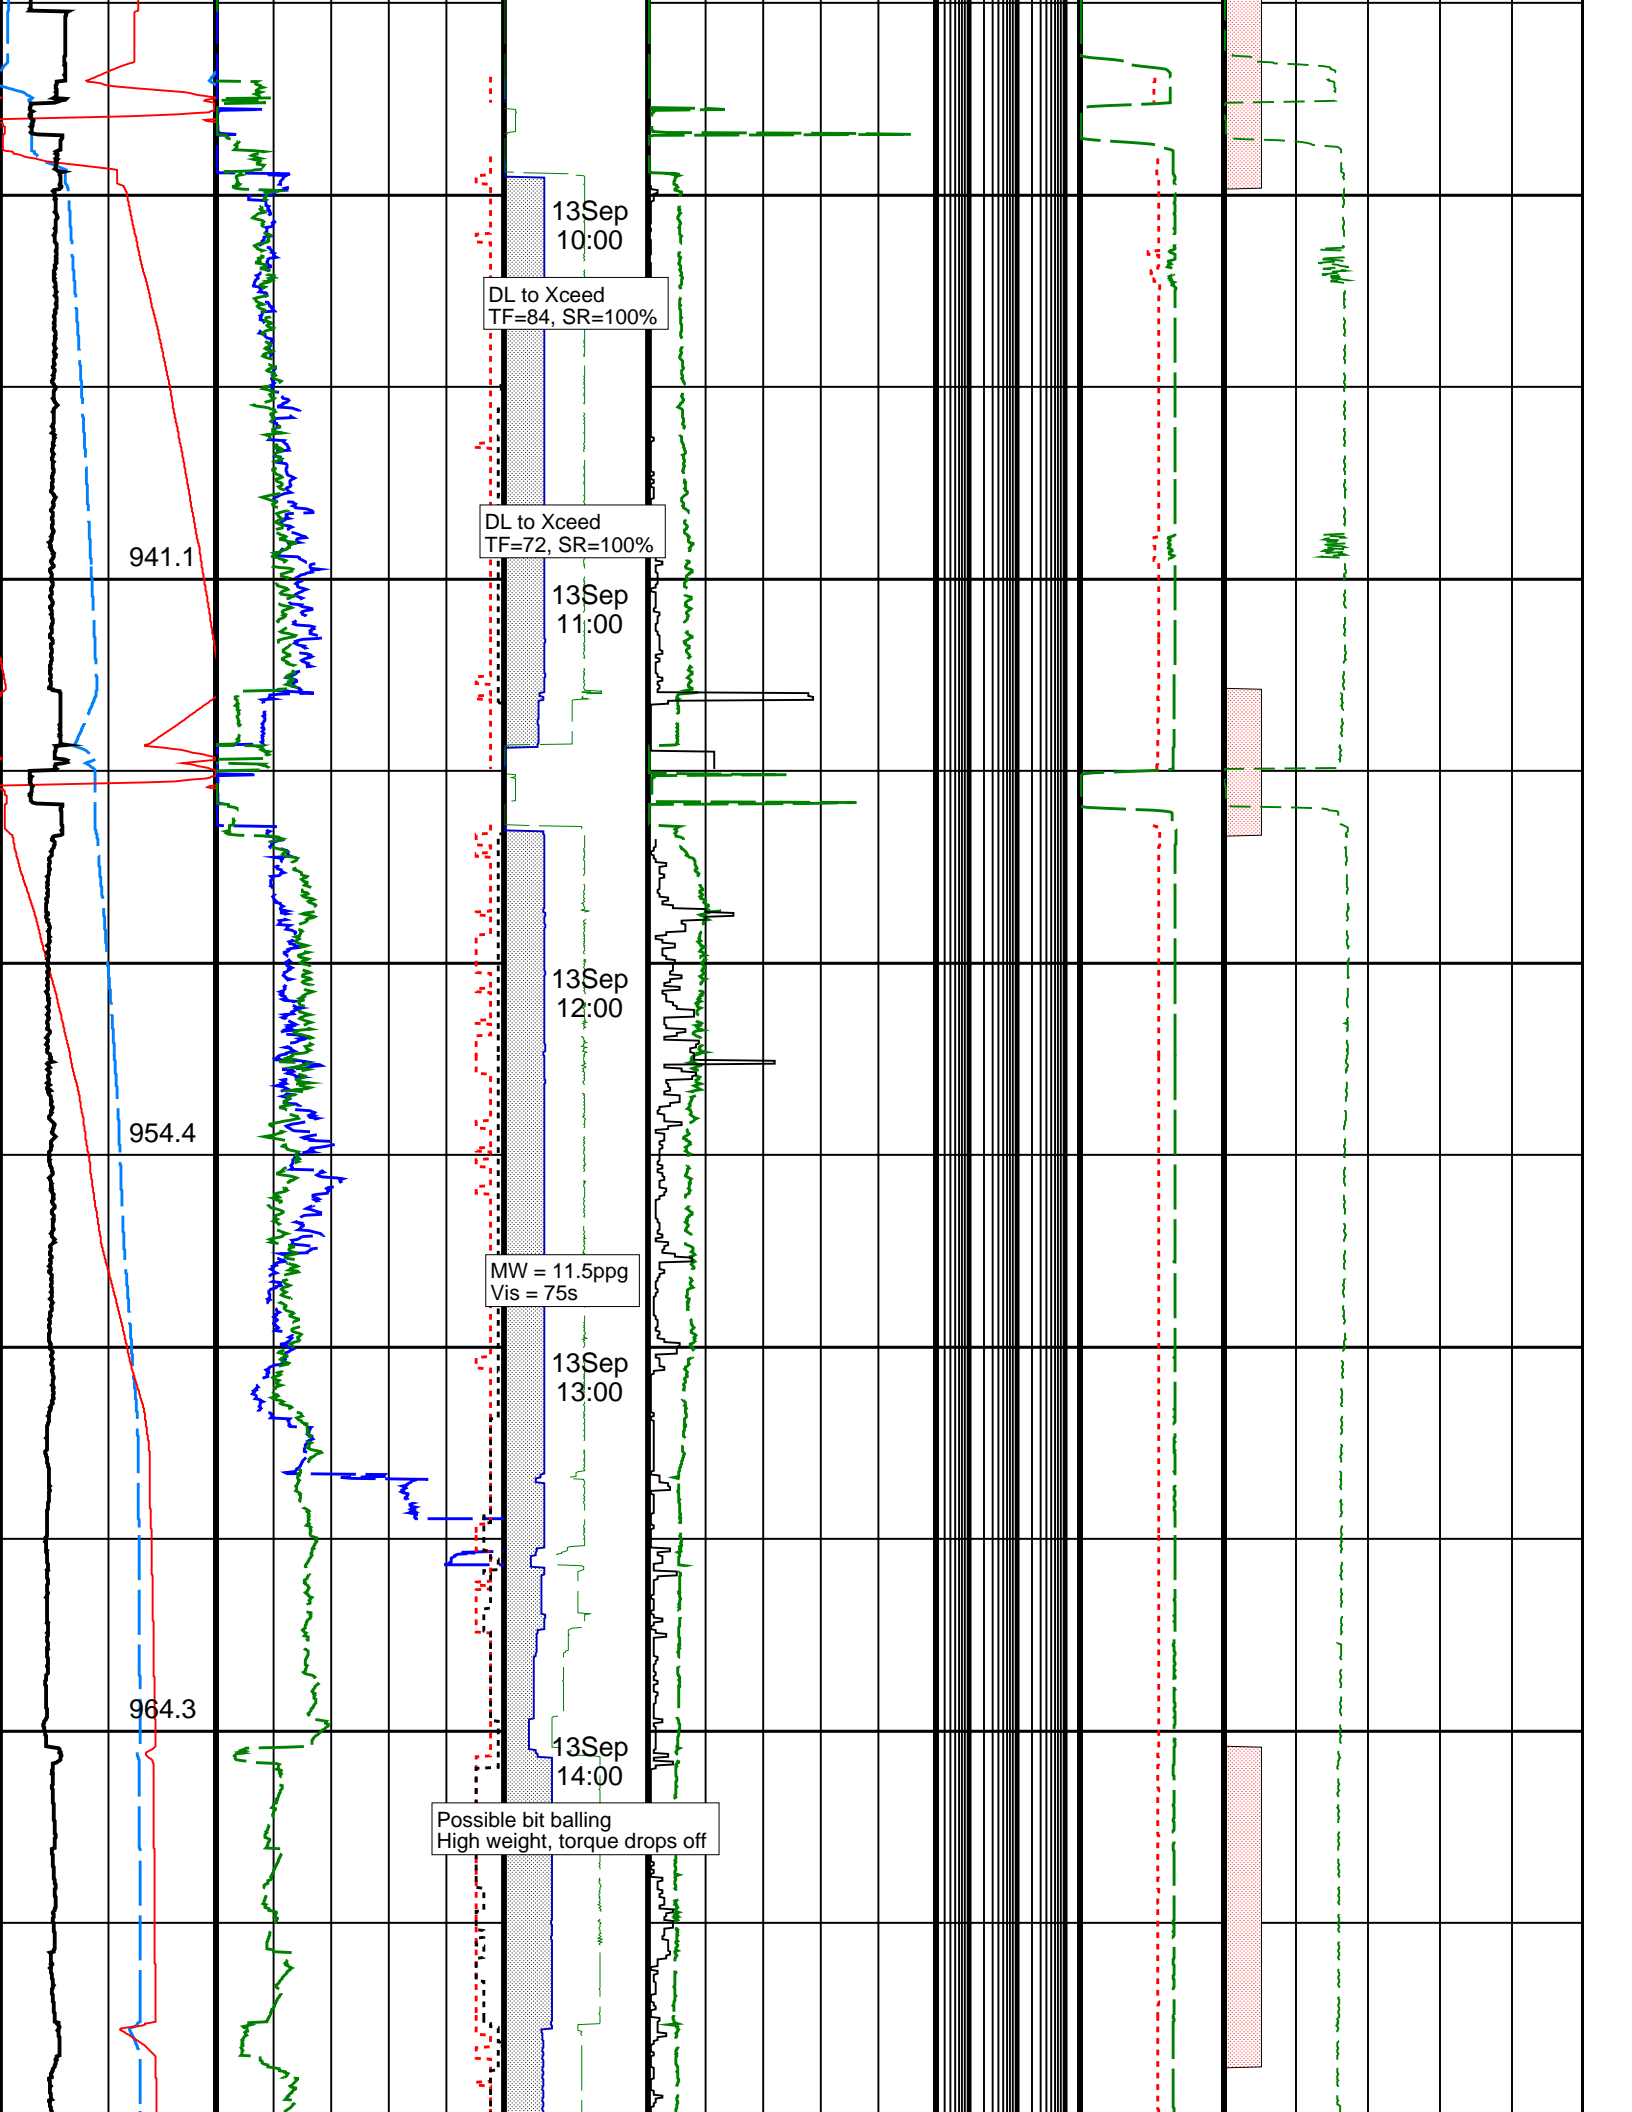 13Sep
10:00
DL to Xceed
TF=84, SR=100%
DL to Xceed
TF=72, SR=100%
941.1
13Sep
11:00
13Sep
12:00
954.4
MW = 11.5ppg
Vis = 75s
13Sep
13:00
964.3
13Sep
14:00
Possible bit balling
High weight, torque drops off